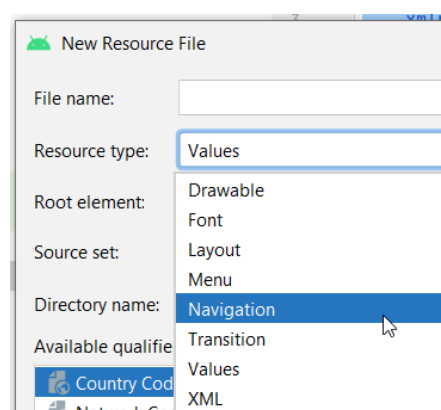 New Resource File
File name:
Resource type:
Values
Root element:
Source set:
Directory name:
Available qualifie
Country Cod
Drawable
Font
Layout
Menu
Navigation
Transition
Values
XML